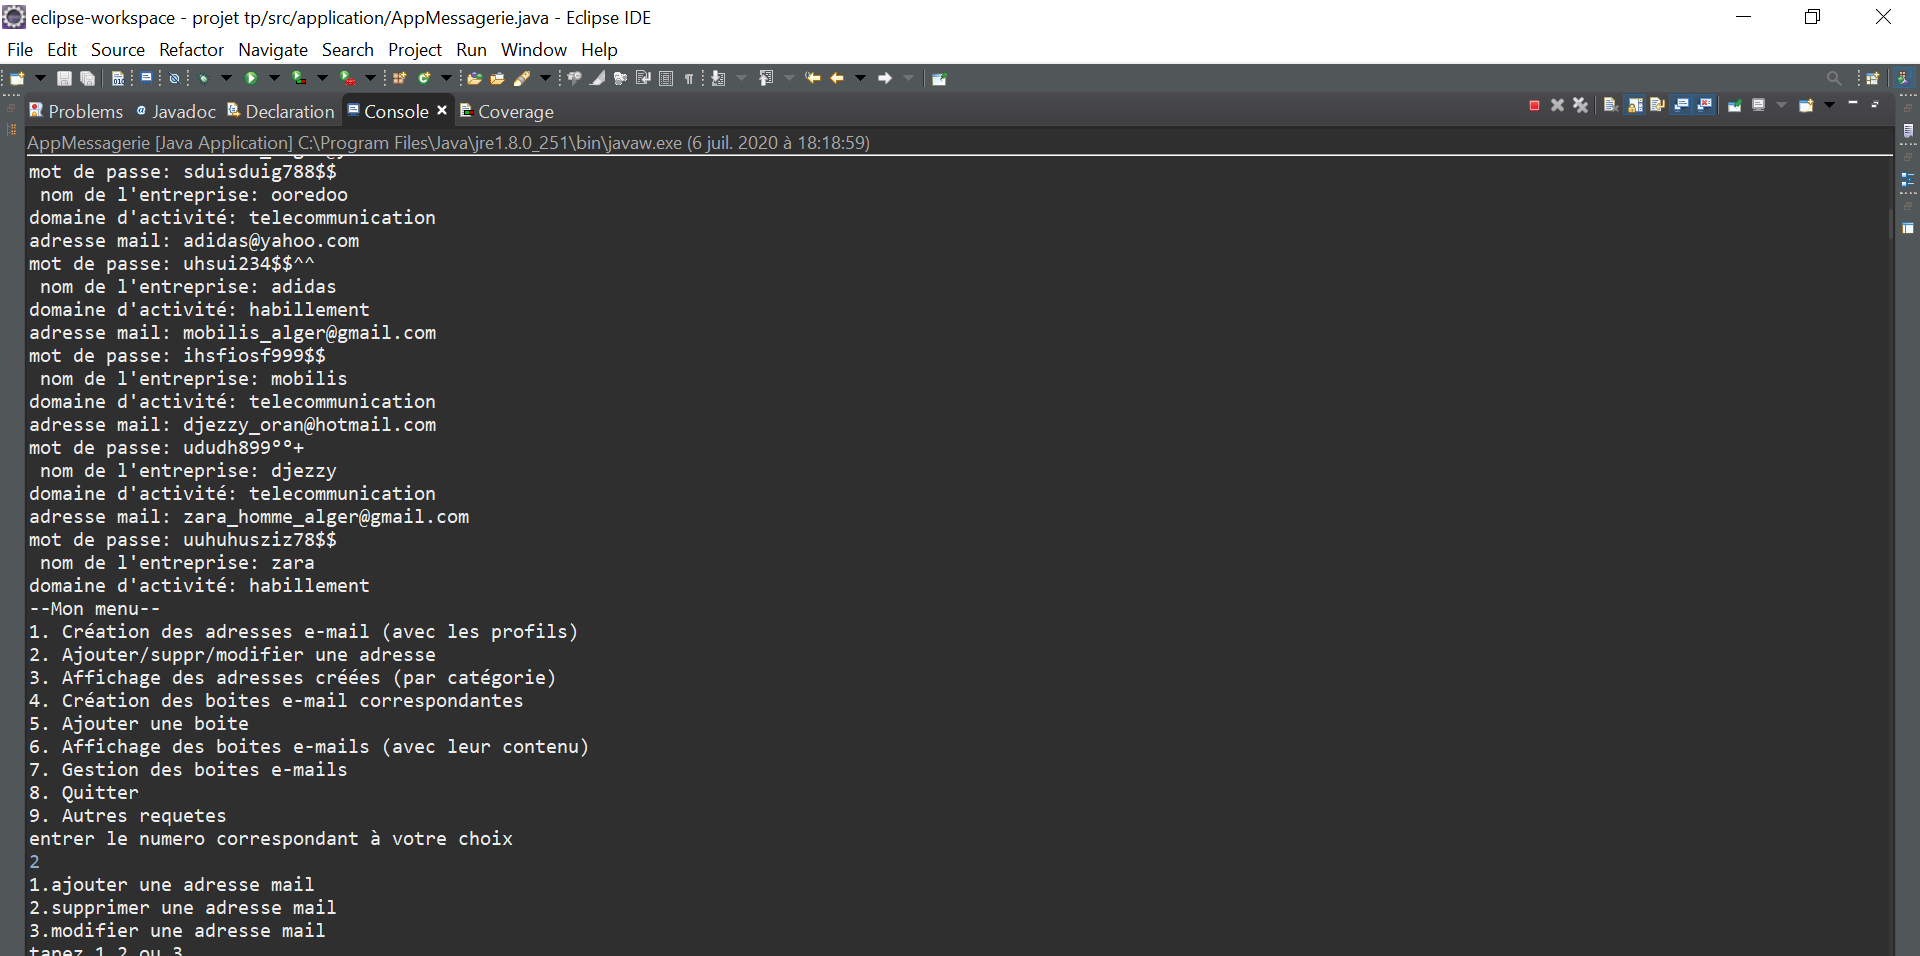 eclipse-workspace - projet tp/src/application/AppMessagerie.java - Eclipse IDE
File Edit Source Refactor Navigate Search Project Run Window Help
Problems Javadoc Declaration Console Coverage
AppMessagerie [Java Application] C:\Program Files\Java\jre1.8.0_251\bin\javaw.exe (6 juil. 2020 à 18:18:59)
mot de passe: sduisduig788$$
nom de l'entreprise: ooredoo
domaine d'activité: telecommunication
adresse mail: adidas@yahoo.com
mot de passe: uhsui234$$^^
nom de l'entreprise: adidas
domaine d'activité: habillement
adresse mail: mobilis_alger@gmail.com
mot de passe: ihsfiosf999$$
nom de l'entreprise: mobilis
domaine d'activité: telecommunication
adresse mail: djezzy_oran@hotmail.com
mot de passe: ududh899°°+
nom de l'entreprise: djezzy
domaine d'activité: telecommunication
adresse mail: zara_homme_alger@gmail.com
mot de passe: uuhuhusziz78$$
nom de l'entreprise: zara
domaine d'activité: habillement
--Mon menu--
1. Création des adresses e-mail (avec les profils)
2. Ajouter/suppr/modifier une adresse
3. Affichage des adresses créées (par catégorie)
4. Création des boites e-mail correspondantes
5. Ajouter une boite
6. Affichage des boites e-mails (avec leur contenu)
7. Gestion des boites e-mails
8. Quitter
9. Autres requetes
entrer le numero correspondant à votre choix
2
1.ajouter une adresse mail
2.supprimer une adresse mail
3.modifier une adresse mail
tapez 1 2 ou 3